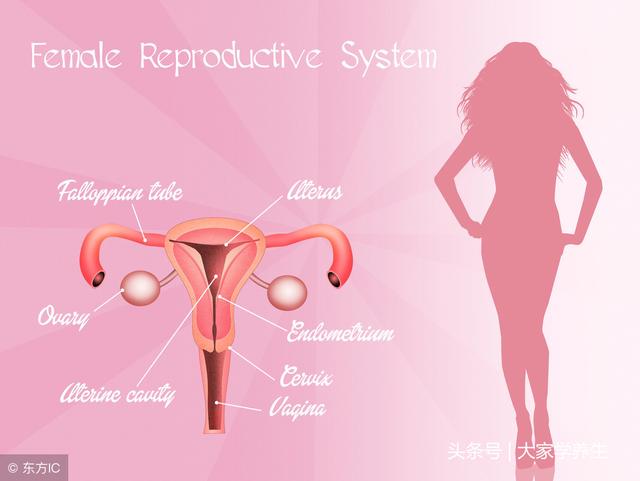 Female Reproductive System
Falloppian tube
Uterus
Ovary
Endometrium
Uterine cavity
Cervix
Vagina
头条号 | 大家学养生
© 东方IC